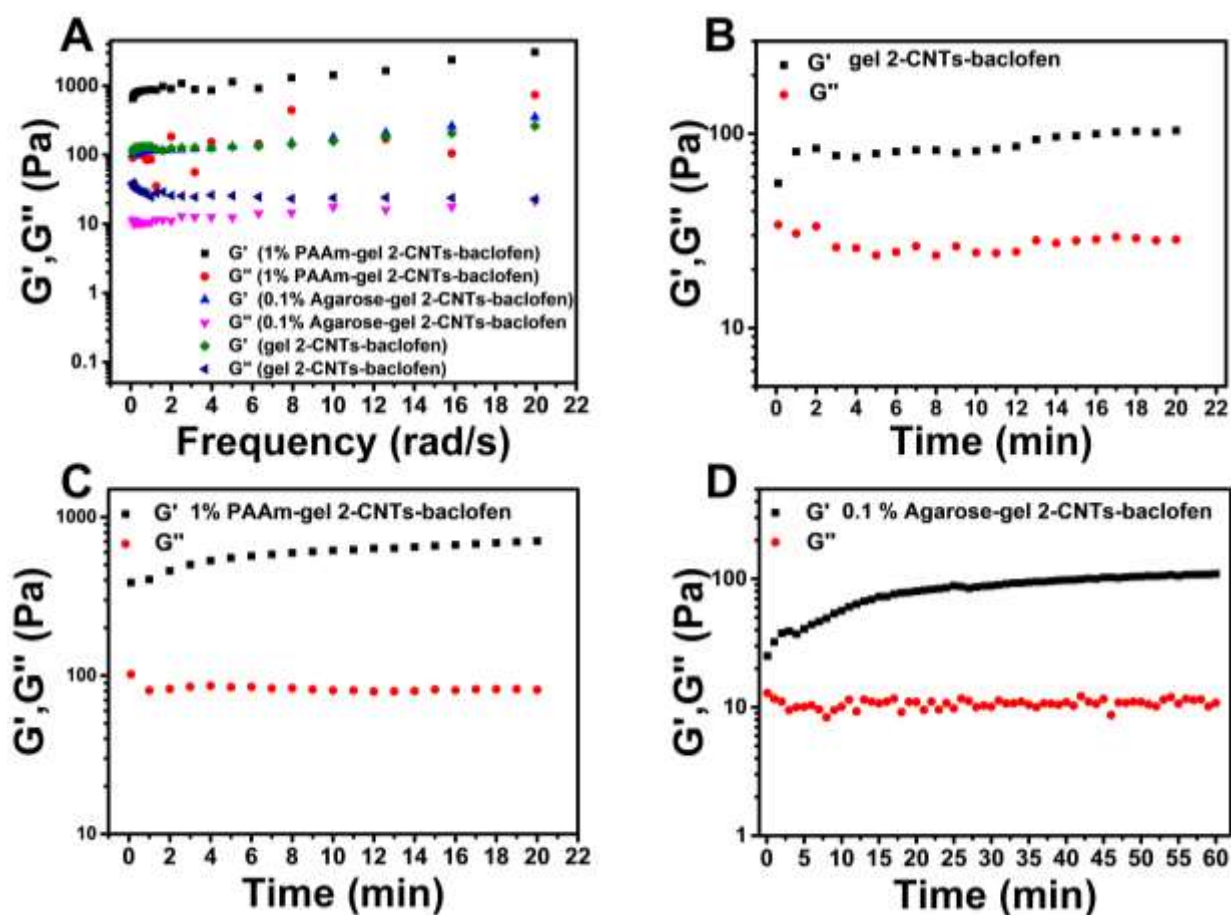 A
G',G'' (Pa)
1000
100
10
1
0.1
0 2 4 6 8 10 12 14 16 18 20 22
Frequency (rad/s)
G' (1% PAAm-gel 2-CNTs-baclofen)
G'' (1% PAAm-gel 2-CNTs-baclofen)
G' (0.1% Agarose-gel 2-CNTs-baclofen)
G'' (0.1% Agarose-gel 2-CNTs-baclofen
G' (gel 2-CNTs-baclofen)
G'' (gel 2-CNTs-baclofen)
B
G' gel 2-CNTs-baclofen
G''
G',G'' (Pa)
100
10
0 2 4 6 8 10 12 14 16 18 20 22
Time (min)
C
G' 1% PAAm-gel 2-CNTs-baclofen
G''
G',G'' (Pa)
1000
100
10
0 2 4 6 8 10 12 14 16 18 20 22
Time (min)
D
G' 0.1 % Agarose-gel 2-CNTs-baclofen
G''
G',G'' (Pa)
100
10
1
0 5 10 15 20 25 30 35 40 45 50 55 60
Time (min)